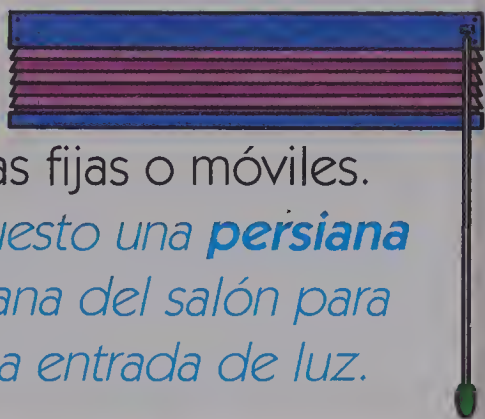 as fijas o móviles.
uesto una persiana
ana del salón para
a entrada de luz.